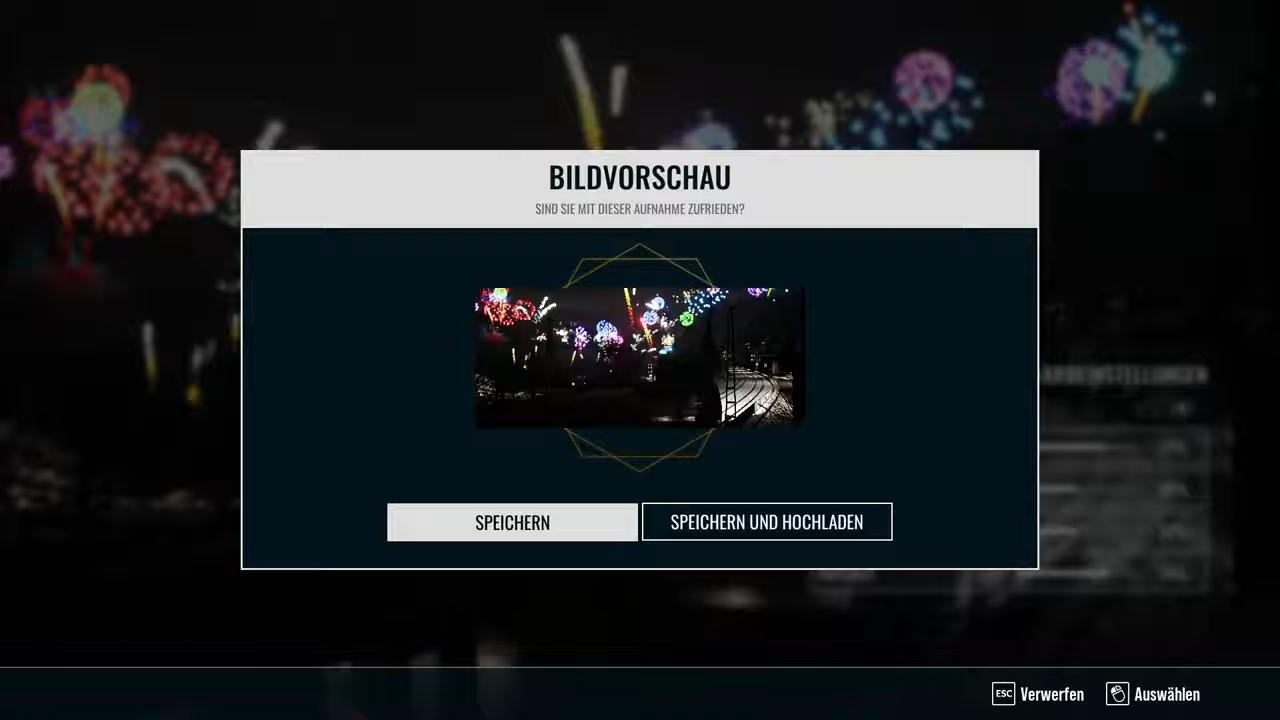 BILDVORSCHAU
SIND SIE MIT DIESER AUFNAHME ZUFRIEDEN?
SPEICHERN
SPEICHERN UND HOCHLADEN
ESC Verwerfen
Auswählen